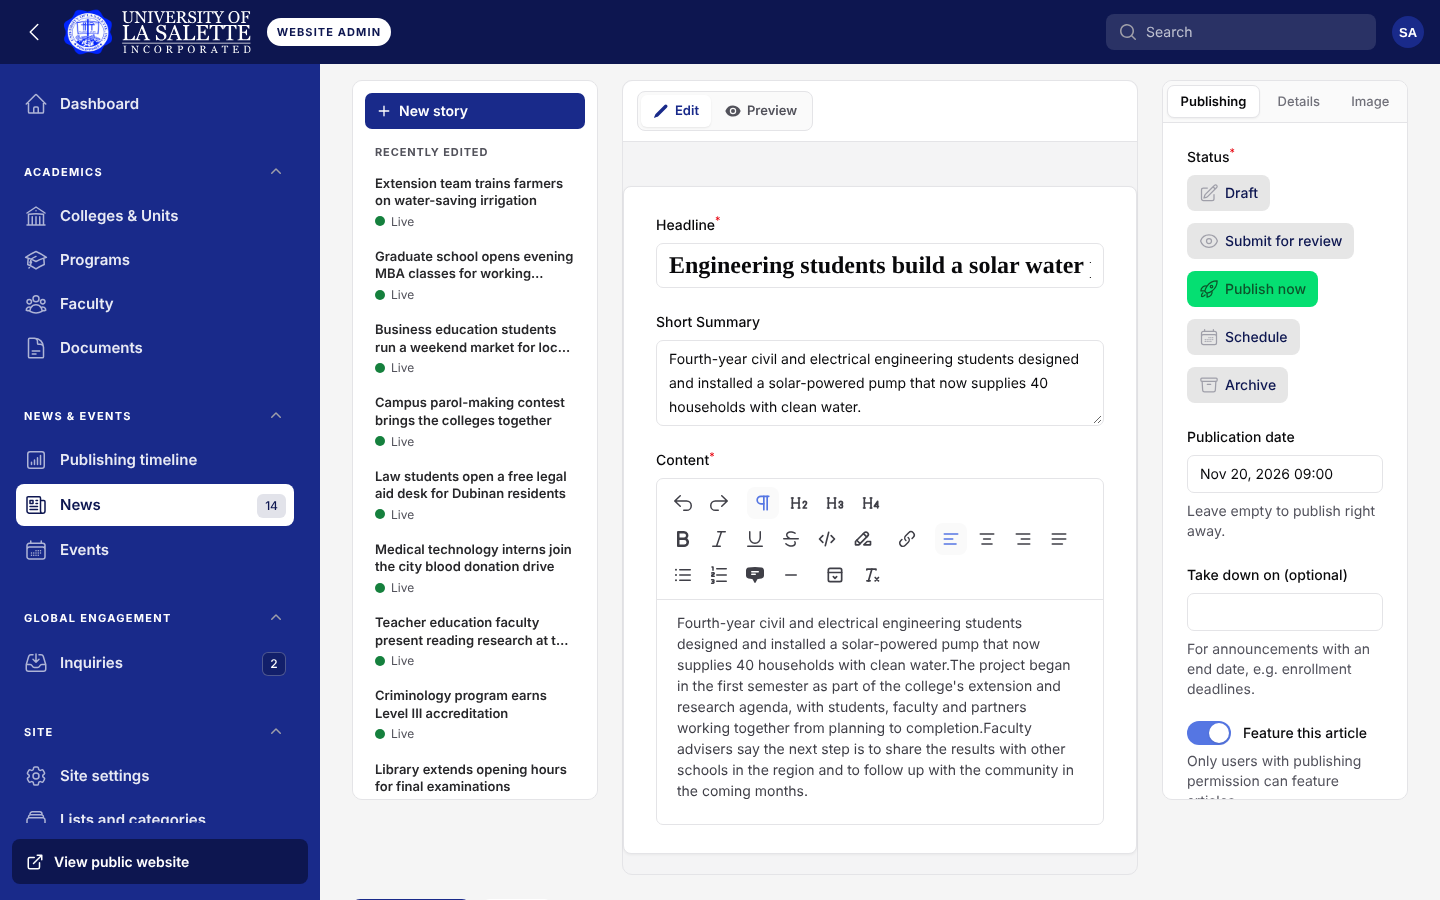 UNIVERSITY OF
LA SALETTE
INCORPORATED
WEBSITE ADMIN
Search
SA
Dashboard
ACADEMICS
Colleges & Units
Programs
Faculty
Documents
NEWS & EVENTS
Publishing timeline
News 14
Events
GLOBAL ENGAGEMENT
Inquiries 2
SITE
Site settings
Lists and categories
View public website
+ New story
RECENTLY EDITED
Extension team trains farmers
on water-saving irrigation
Live
Graduate school opens evening
MBA classes for working...
Live
Business education students
run a weekend market for loc...
Live
Campus parol-making contest
brings the colleges together
Live
Law students open a free legal
aid desk for Dubinan residents
Live
Medical technology interns join
the city blood donation drive
Live
Teacher education faculty
present reading research at t...
Live
Criminology program earns
Level III accreditation
Live
Library extends opening hours
for final examinations
Edit
Preview
Headline*
Engineering students build a solar water
Short Summary
Fourth-year civil and electrical engineering students designed
and installed a solar-powered pump that now supplies 40
households with clean water.
Content*
H2 H3 H4
Fourth-year civil and electrical engineering students
designed and installed a solar-powered pump that now
supplies 40 households with clean water.The project began
in the first semester as part of the college's extension and
research agenda, with students, faculty and partners
working together from planning to completion.Faculty
advisers say the next step is to share the results with other
schools in the region and to follow up with the community in
the coming months.
Publishing
Details
Image
Status*
Draft
Submit for review
Publish now
Schedule
Archive
Publication date
Nov 20, 2026 09:00
Leave empty to publish right
away.
Take down on (optional)
For announcements with an
end date, e.g. enrollment
deadlines.
Feature this article
Only users with publishing
permission can feature
articles.